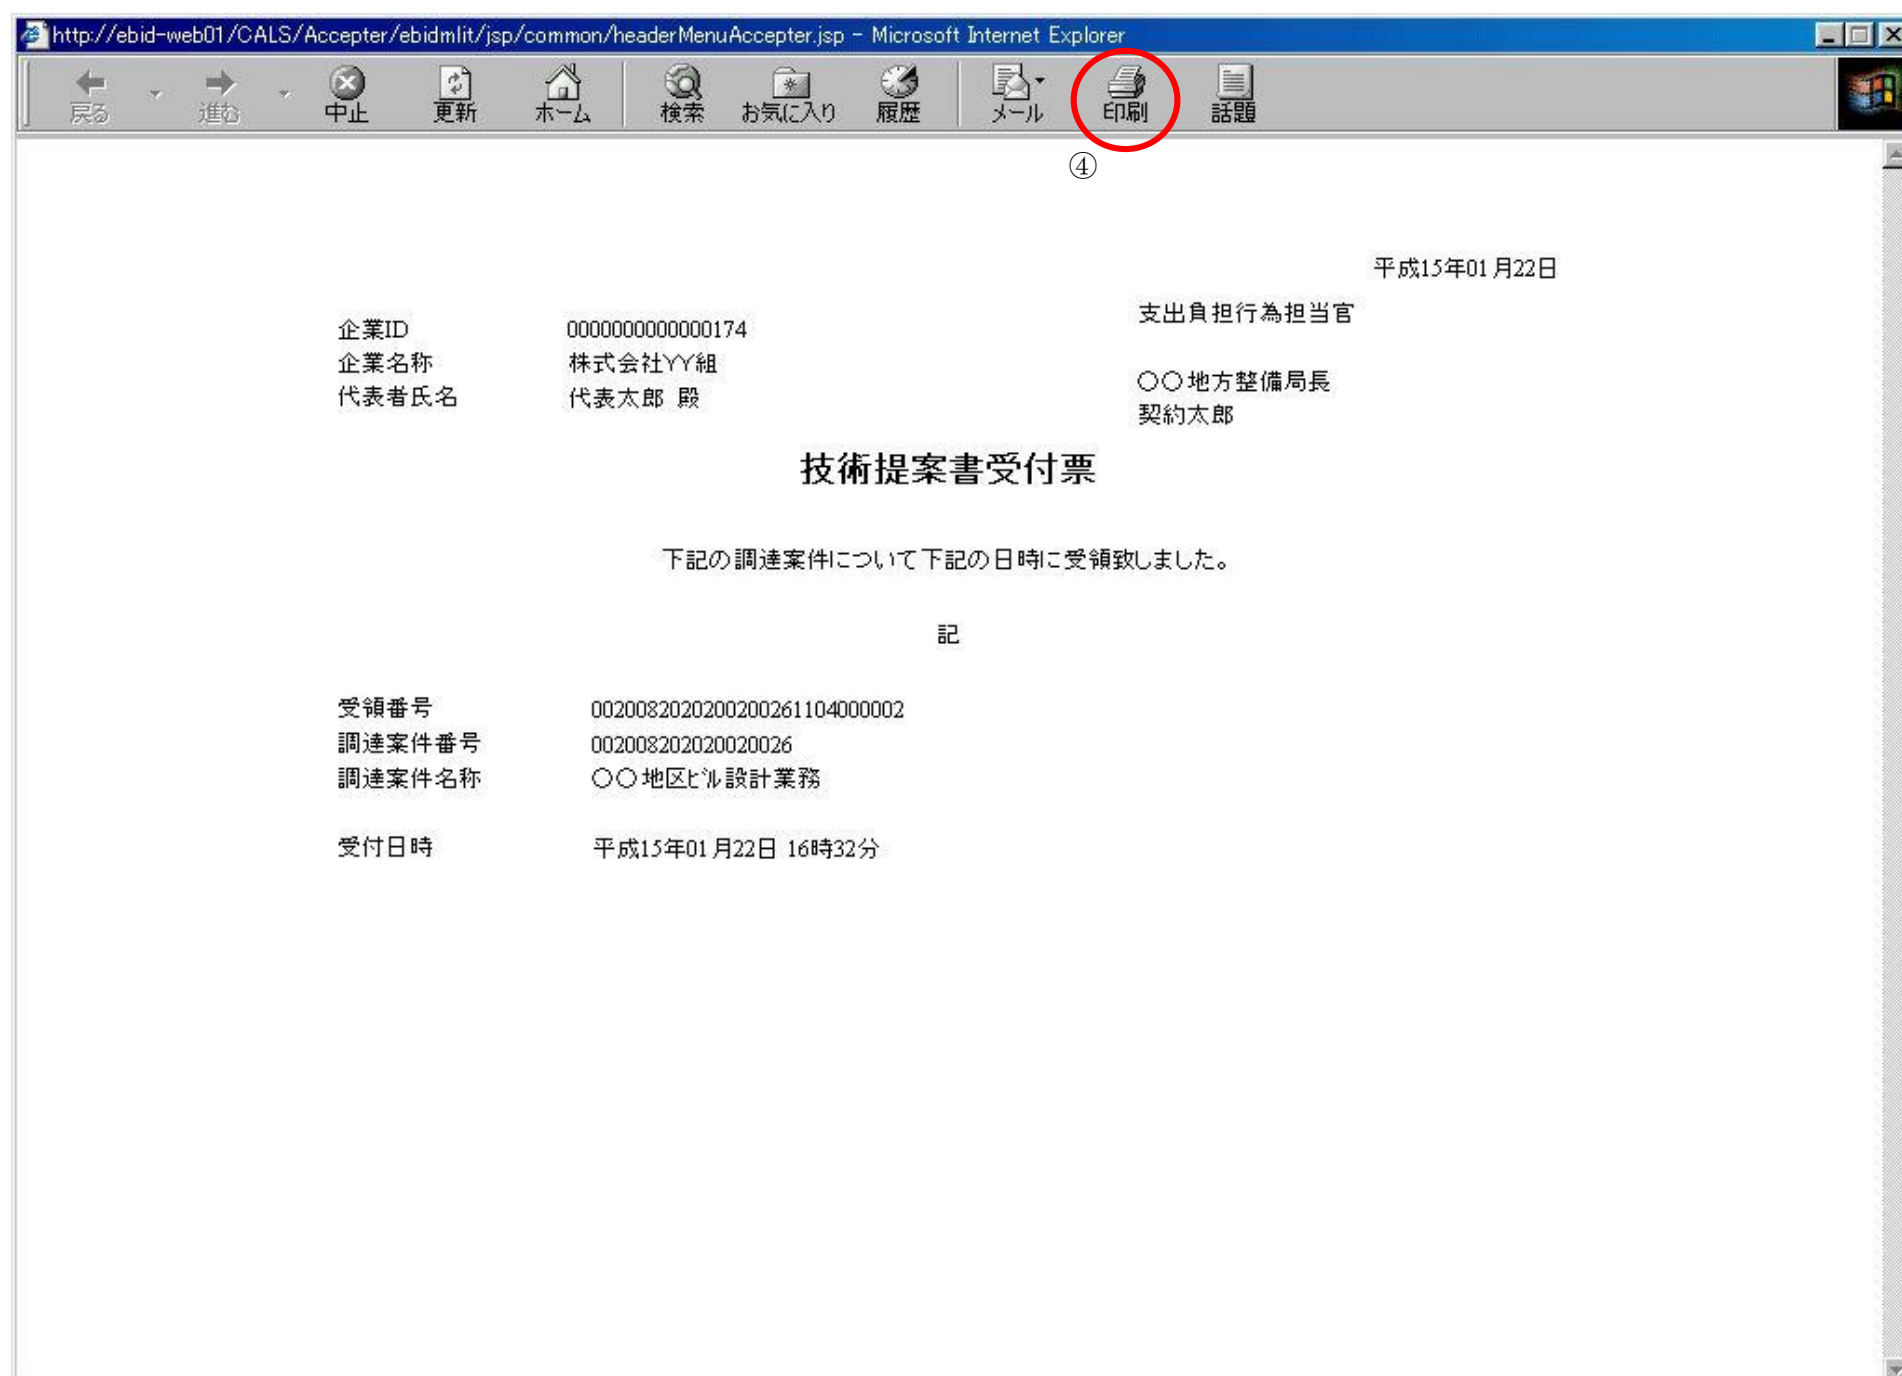 http://ebid-web01/CALS/Accepter/ebidmlit/jsp/common/headerMenuAccepter.jsp - Microsoft Internet Explorer
戻る 進む 中止 更新 ホーム 検索 お気に入り 履歴 メール 印刷 話題
④
平成15年01月22日
支出負担行為担当官
企業ID 0000000000000174
企業名称 株式会社YY組
代表者氏名 代表太郎 殿
〇〇地方整備局長
契約太郎
技術提案書受付票
下記の調達案件について下記の日時に受領致しました。
記
受領番号 0020082020200200261104000002
調達案件番号 002008202020020026
調達案件名称 〇〇地区ﾋﾞﾙ設計業務
受付日時 平成15年01月22日 16時32分